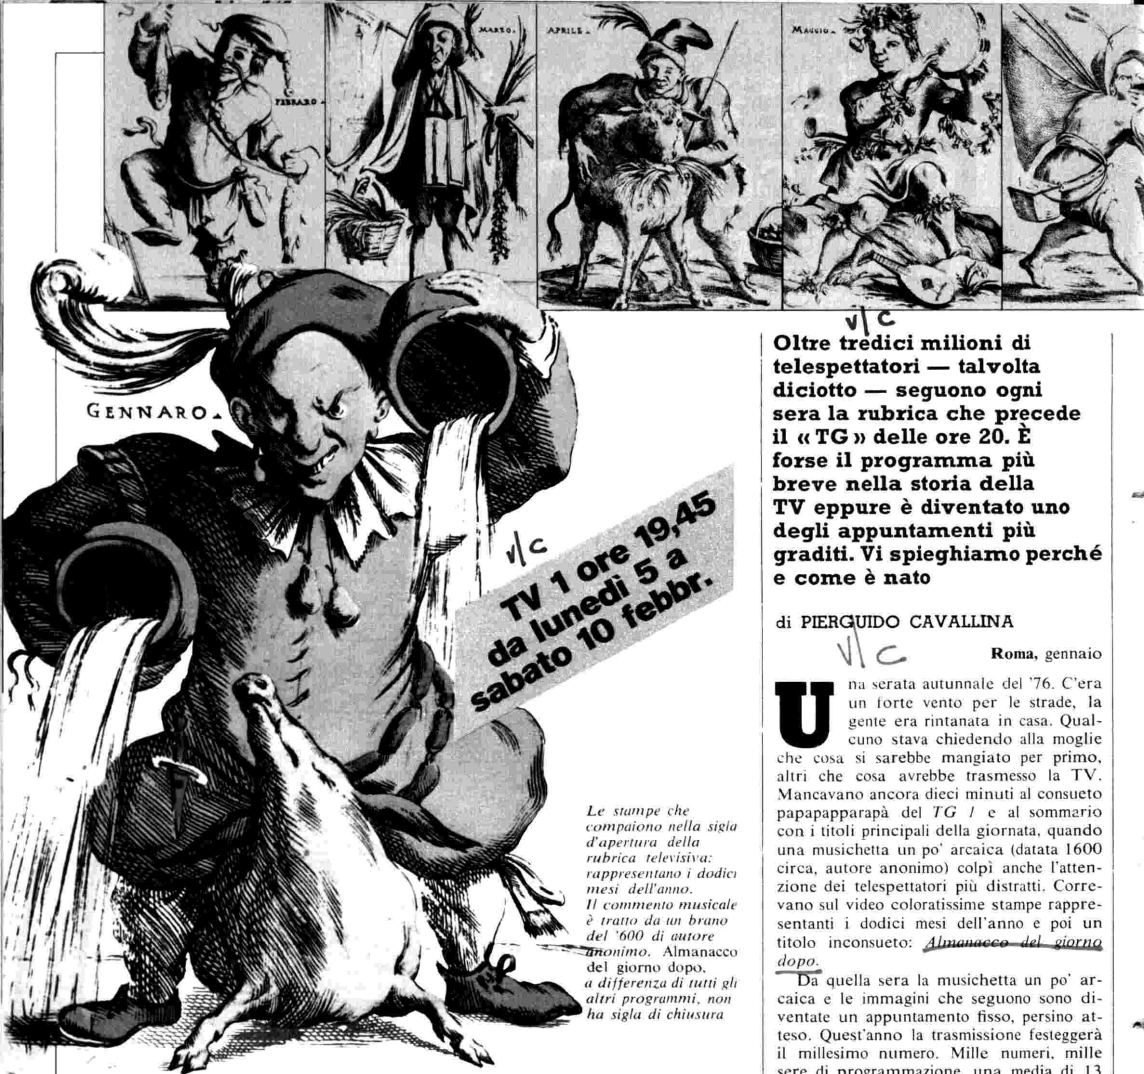 FEBRARO.
MARZO.
APRILE.
MAGGIO.
GENNARO.
v/c
TV 1 ore 19,45
da lunedì 5 a
sabato 10 febbr.
Le stampe che
compaiono nella sigla
d'apertura della
rubrica televisiva:
rappresentano i dodici
mesi dell'anno.
Il commento musicale
è tratto da un brano
del '600 di autore
anonimo. Almanacco
del giorno dopo,
a differenza di tutti gli
altri programmi, non
ha sigla di chiusura
v/c
Oltre tredici milioni di
telespettatori — talvolta
diciotto — seguono ogni
sera la rubrica che precede
il « TG » delle ore 20. È
forse il programma più
breve nella storia della
TV eppure è diventato uno
degli appuntamenti più
graditi. Vi spieghiamo perché
e come è nato
di PIERGUIDO CAVALLINA
v/c
Roma, gennaio
Una serata autunnale del '76. C'era
un forte vento per le strade, la
gente era rintanata in casa. Qual-
cuno stava chiedendo alla moglie
che cosa si sarebbe mangiato per primo,
altri che cosa avrebbe trasmesso la TV.
Mancavano ancora dieci minuti al consueto
papapapparapà del TG 1 e al sommario
con i titoli principali della giornata, quando
una musichetta un po' arcaica (datata 1600
circa, autore anonimo) colpì anche l'atten-
zione dei telespettatori più distratti. Corre-
vano sul video coloratissime stampe rappre-
sentanti i dodici mesi dell'anno e poi un
titolo inconsueto: Almanacco del giorno
dopo.
Da quella sera la musichetta un po' ar-
caica e le immagini che seguono sono di-
ventate un appuntamento fisso, persino at-
teso. Quest'anno la trasmissione festeggerà
il millesimo numero. Mille numeri, mille
sere di programmazione, una media di 13